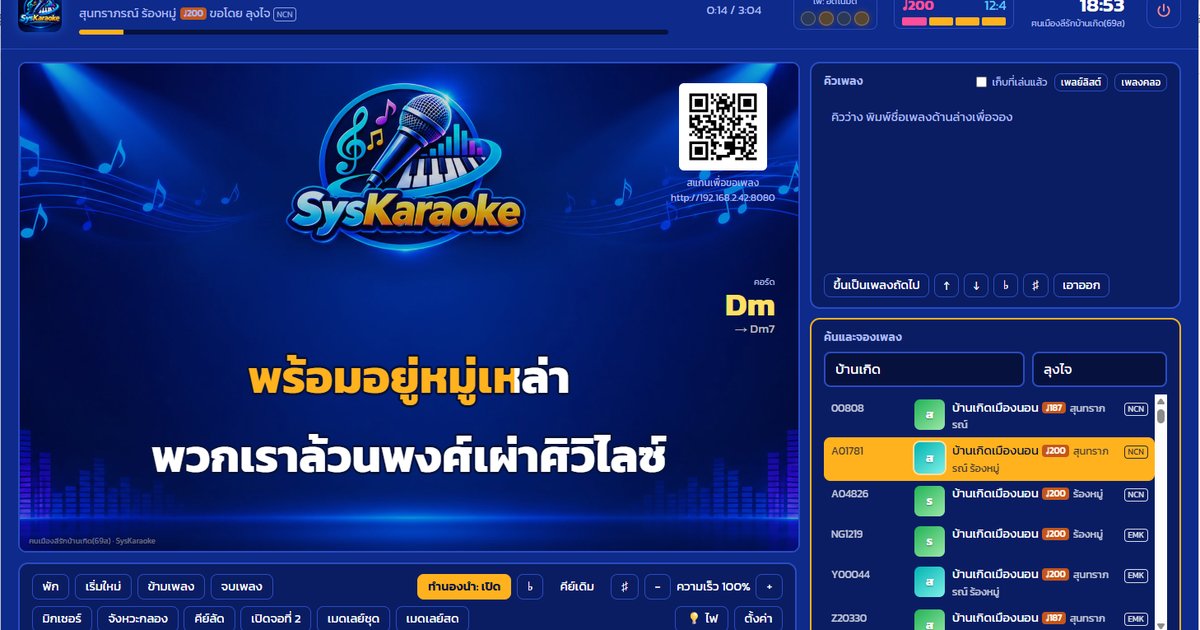 SysKaraoke
สุนทราภรณ์ ร้องหมู่ ♩200 ขอโดย ลุงใจ NCN
0:14 / 3:04
ไฟ: อัตโนมัติ
♩200 12:4
18:53
คนเมืองสีรักบ้านเกิด(69ส)
SysKaraoke
สแกนเพื่อขอเพลง
http://192.168.2.42:8080
คอร์ด
Dm
→ Dm7
พร้อมอยู่หมู่เหล่า
พวกเราล้วนพงศ์เผ่าศิวิไลซ์
คนเมืองสีรักบ้านเกิด(69ส) · SysKaraoke
คิวเพลง
เก็บที่เล่นแล้ว เพลย์ลิสต์ เพลงคลอ
คิวว่าง พิมพ์ชื่อเพลงด้านล่างเพื่อจอง
ขึ้นเป็นเพลงถัดไป ↑ ↓ ♭ ♯ เอาออก
ค้นและจองเพลง
บ้านเกิด ลุงใจ
00808 ส บ้านเกิดเมืองนอน ♩187 สุนทราภ NCN
รณ์
A01781 ส บ้านเกิดเมืองนอน ♩200 สุนทราภ NCN
รณ์ ร้องหมู่
A04826 ร บ้านเกิดเมืองนอน ♩200 ร้องหมู่ NCN
NG1219 ร บ้านเกิดเมืองนอน ♩200 ร้องหมู่ EMK
Y00044 ส บ้านเกิดเมืองนอน ♩200 สุนทราภ EMK
รณ์ ร้องหมู่
Z20330 ส บ้านเกิดเมืองนอน ♩187 สุนทราภ EMK
พัก เริ่มใหม่ ข้ามเพลง จบเพลง ทำนองนำ: เปิด ♭ คีย์เดิม ♯ − ความเร็ว 100% +
มิกเซอร์ จังหวะกลอง คีย์ลัด เปิดจอที่ 2 เมดเลย์ชุด เมดเลย์สด ไฟ ตั้งค่า